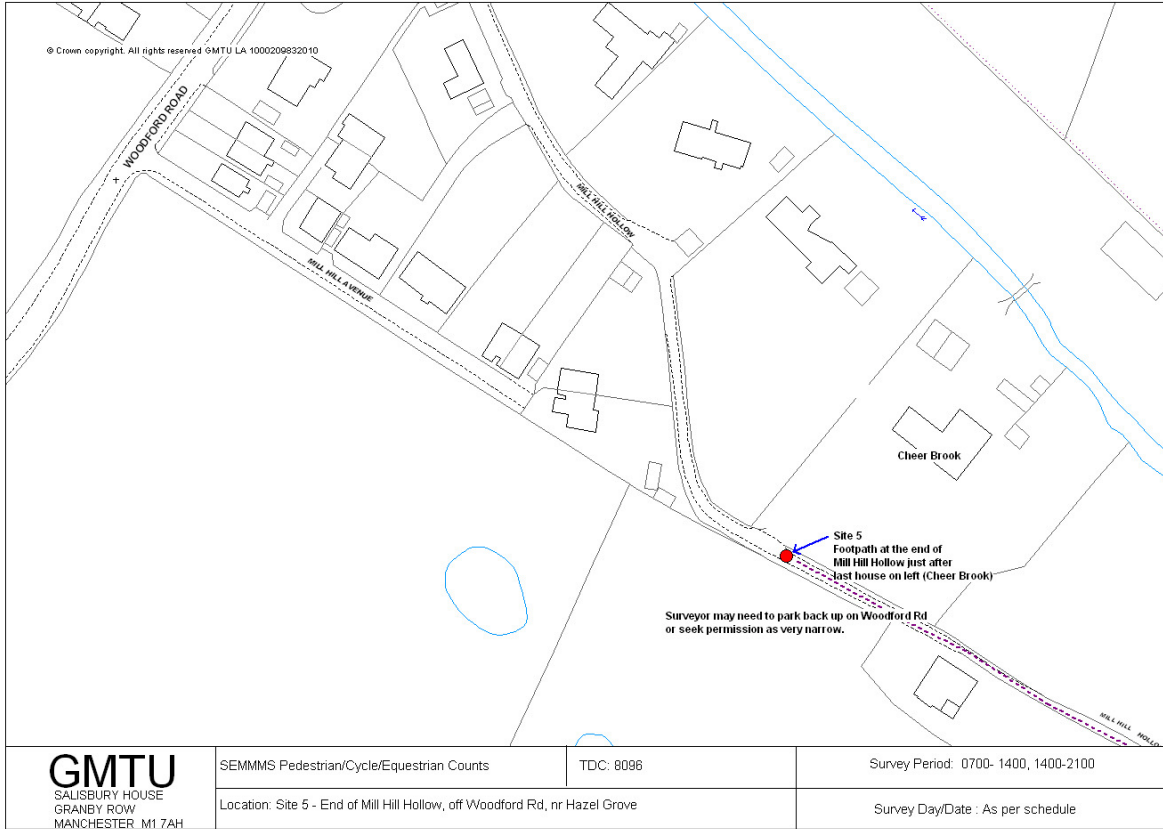 © Crown copyright. All rights reserved GMTU LA 1000209832010
WOODFORD ROAD
MILL HILL HOLLOW
MILL HILL AVENUE
Cheer Brook
Site 5
Footpath at the end of
Mill Hill Hollow just after
last house on left (Cheer Brook)
Surveyor may need to park back up on Woodford Rd
or seek permission as very narrow.
MILL HILL HOLLO
GMTU
SALISBURY HOUSE
GRANBY ROW
MANCHESTER M1 7AH
SEMMMS Pedestrian/Cycle/Equestrian Counts
TDC: 8096
Survey Period: 0700- 1400, 1400-2100
Location: Site 5 - End of Mill Hill Hollow, off Woodford Rd, nr Hazel Grove
Survey Day/Date : As per schedule